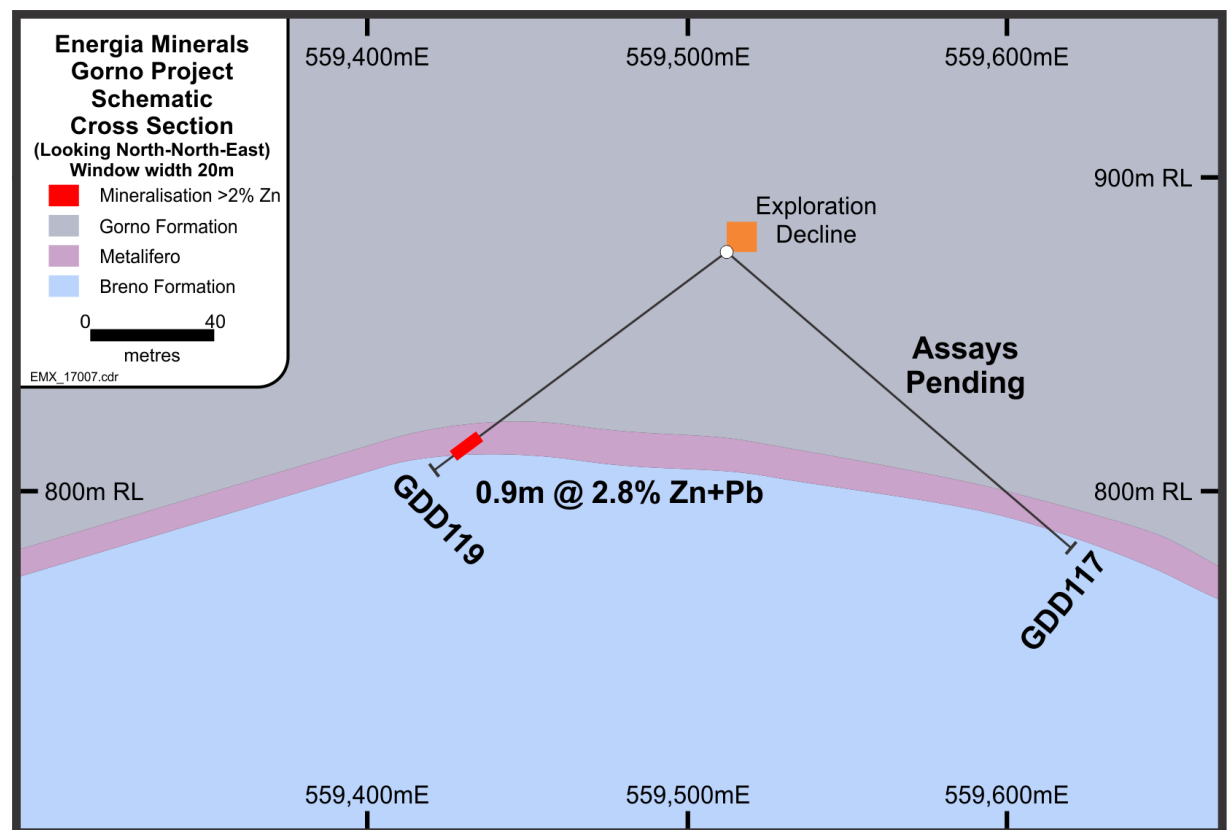 Energia Minerals
Gorno Project
Schematic
Cross Section
(Looking North-North-East)
Window width 20m
Mineralisation >2% Zn
Gorno Formation
Metalifero
Breno Formation
0 40
metres
EMX_17007.cdr
559,400mE 559,500mE 559,600mE
900m RL
Exploration
Decline
Assays
Pending
800m RL 800m RL
0.9m @ 2.8% Zn+Pb
GDD119
GDD117
559,400mE 559,500mE 559,600mE